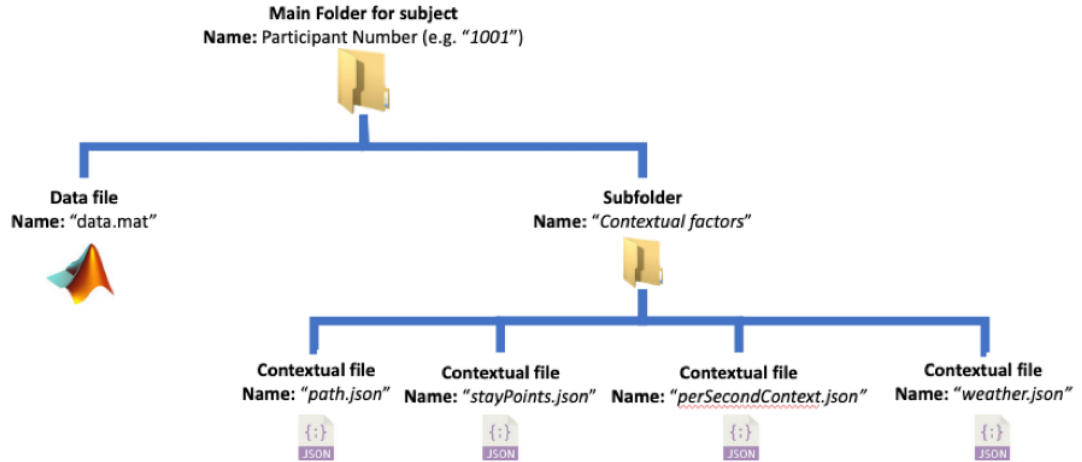 Main Folder for subject
Name: Participant Number (e.g. “1001”)
Data file
Name: “data.mat”
Subfolder
Name: “Contextual factors”
Contextual file
Name: “path.json”
Contextual file
Name: “stayPoints.json”
Contextual file
Name: “perSecondContext.json”
Contextual file
Name: “weather.json”
{;}
JSON
{;}
JSON
{;}
JSON
{;}
JSON